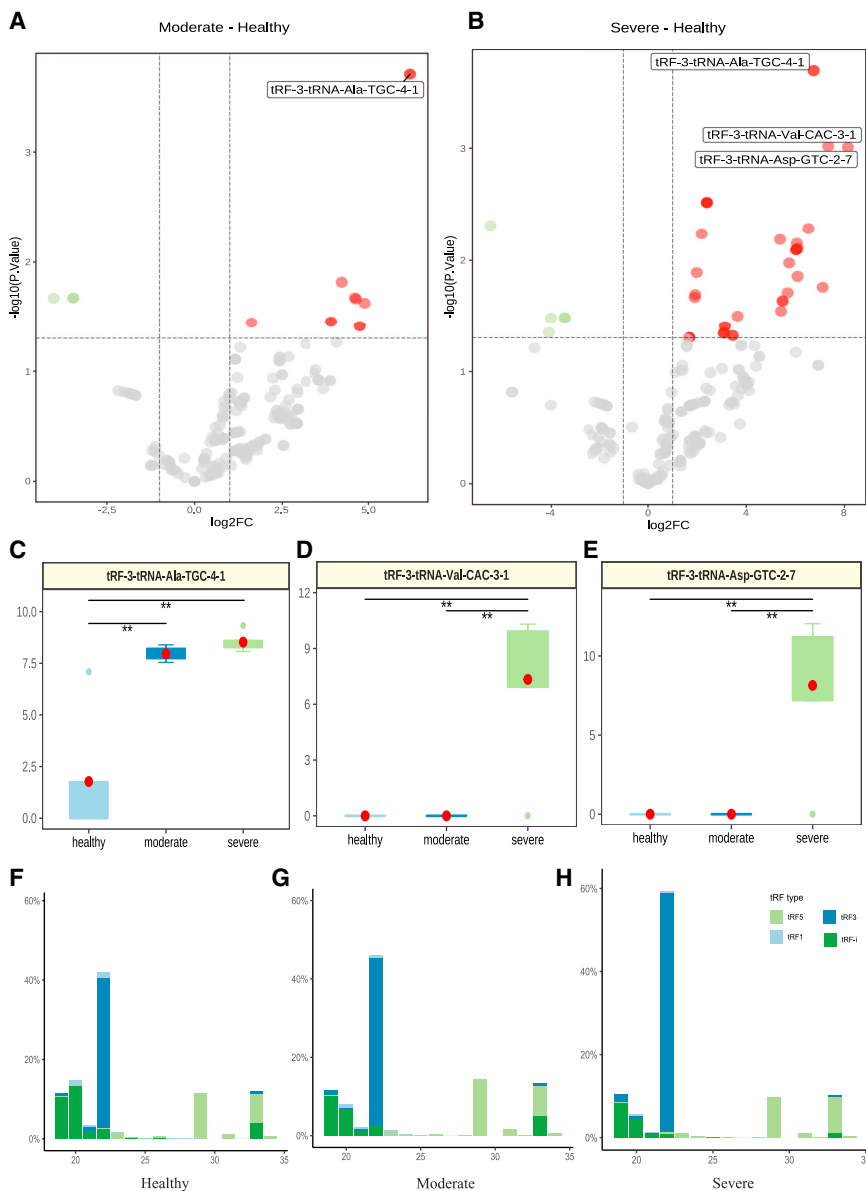 A
Moderate - Healthy
tRF-3-tRNA-Ala-TGC-4-1
-log10(P.Value)
3
2
1
0
-2.5
0.0
2.5
5.0
log2FC
B
Severe - Healthy
tRF-3-tRNA-Ala-TGC-4-1
tRF-3-tRNA-Val-CAC-3-1
tRF-3-tRNA-Asp-GTC-2-7
-log10(P.Value)
3
2
1
0
-4
0
4
8
log2FC
C
tRF-3-tRNA-Ala-TGC-4-1
**
**
10.0
7.5
5.0
2.5
0.0
healthy moderate severe
D
tRF-3-tRNA-Val-CAC-3-1
**
**
12
9
6
3
0
healthy moderate severe
E
tRF-3-tRNA-Asp-GTC-2-7
**
**
10
5
0
healthy moderate severe
F
60%
40%
20%
0%
20 25 30 35
Healthy
G
60%
40%
20%
0%
20 25 30 35
Moderate
H
60%
40%
20%
0%
tRF type
tRF5 tRF3
tRF1 tRF-i
20 25 30
Severe